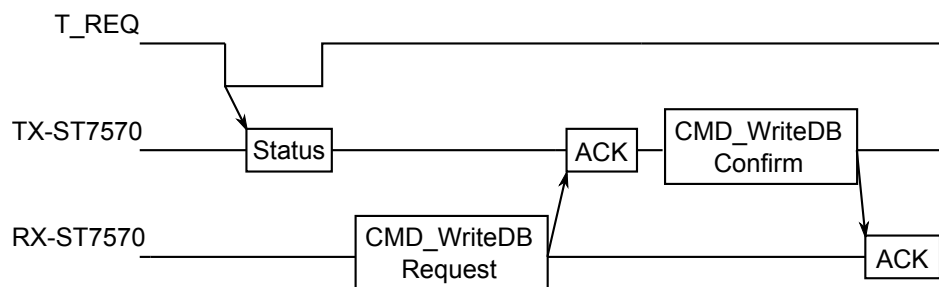 T_REQ
TX-ST7570
Status
ACK
CMD_WriteDB
Confirm
RX-ST7570
CMD_WriteDB
Request
ACK